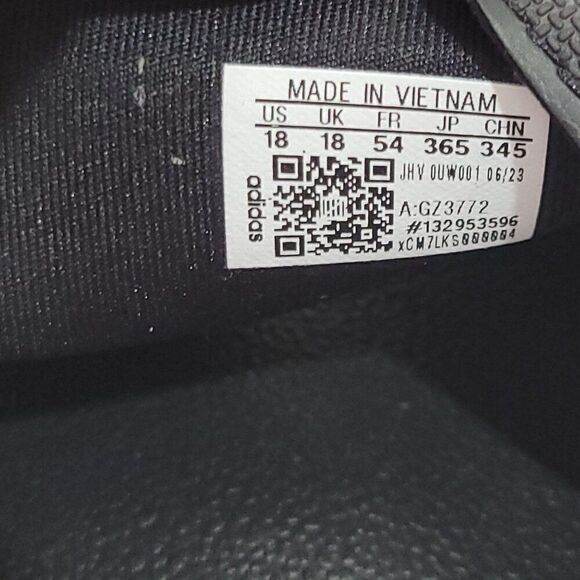 MADE IN VIETNAM
US UK FR JP CHN
18 18 54 365 345
JHV 0UW001 06/23
A:GZ3772
#132953596
xCM7LKS000004
adidas